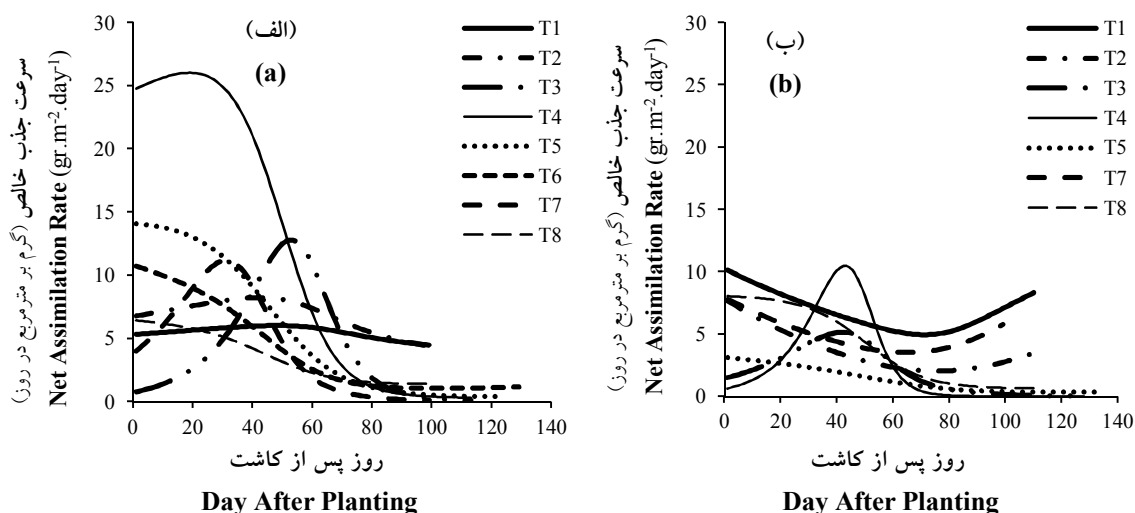 سرعت جذب خالص (گرم بر مترمربع در روز)
Net Assimilation Rate (gr.m-2.day-1)
30
25
20
15
10
5
0
(الف)
(a)
T1
T2
T3
T4
T5
T6
T7
T8
0 20 40 60 80 100 120 140
روز پس از کاشت
Day After Planting
سرعت جذب خالص (گرم بر مترمربع در روز)
Net Assimilation Rate (gr.m-2.day-1)
30
25
20
15
10
5
0
(ب)
(b)
T1
T2
T3
T4
T5
T7
T8
0 20 40 60 80 100 120 140
روز پس از کاشت
Day After Planting